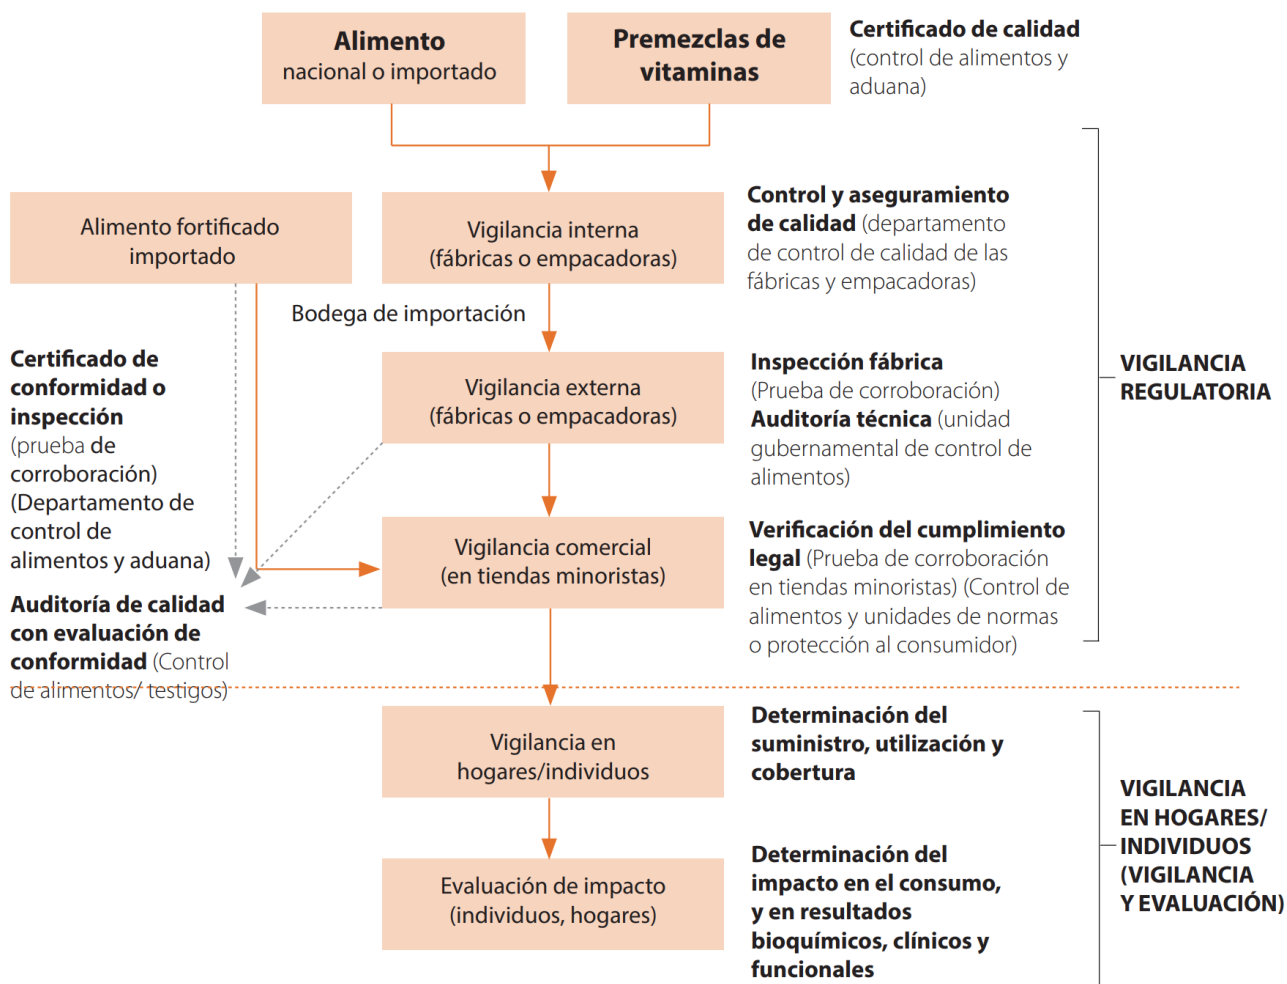 Alimento
nacional o importado
Premezclas de
vitaminas
Certificado de calidad
(control de alimentos y
aduana)
Alimento fortificado
importado
Vigilancia interna
(fábricas o empacadoras)
Control y aseguramiento
de calidad (departamento
de control de calidad de las
fábricas y empacadoras)
Bodega de importación
Certificado de
conformidad o
inspección
(prueba de
corroboración)
(Departamento de
control de
alimentos y aduana)
Vigilancia externa
(fábricas o empacadoras)
Inspección fábrica
(Prueba de corroboración)
Auditoría técnica (unidad
gubernamental de control de
alimentos)
VIGILANCIA
REGULATORIA
Vigilancia comercial
(en tiendas minoristas)
Verificación del cumplimiento
legal (Prueba de corroboración
en tiendas minoristas) (Control de
alimentos y unidades de normas
o protección al consumidor)
Auditoría de calidad
con evaluación de
conformidad (Control
de alimentos/ testigos)
Vigilancia en
hogares/individuos
Determinación del
suministro, utilización y
cobertura
VIGILANCIA
EN HOGARES/
INDIVIDUOS
(VIGILANCIA
Y EVALUACIÓN)
Evaluación de impacto
(individuos, hogares)
Determinación del
impacto en el consumo,
y en resultados
bioquímicos, clínicos y
funcionales